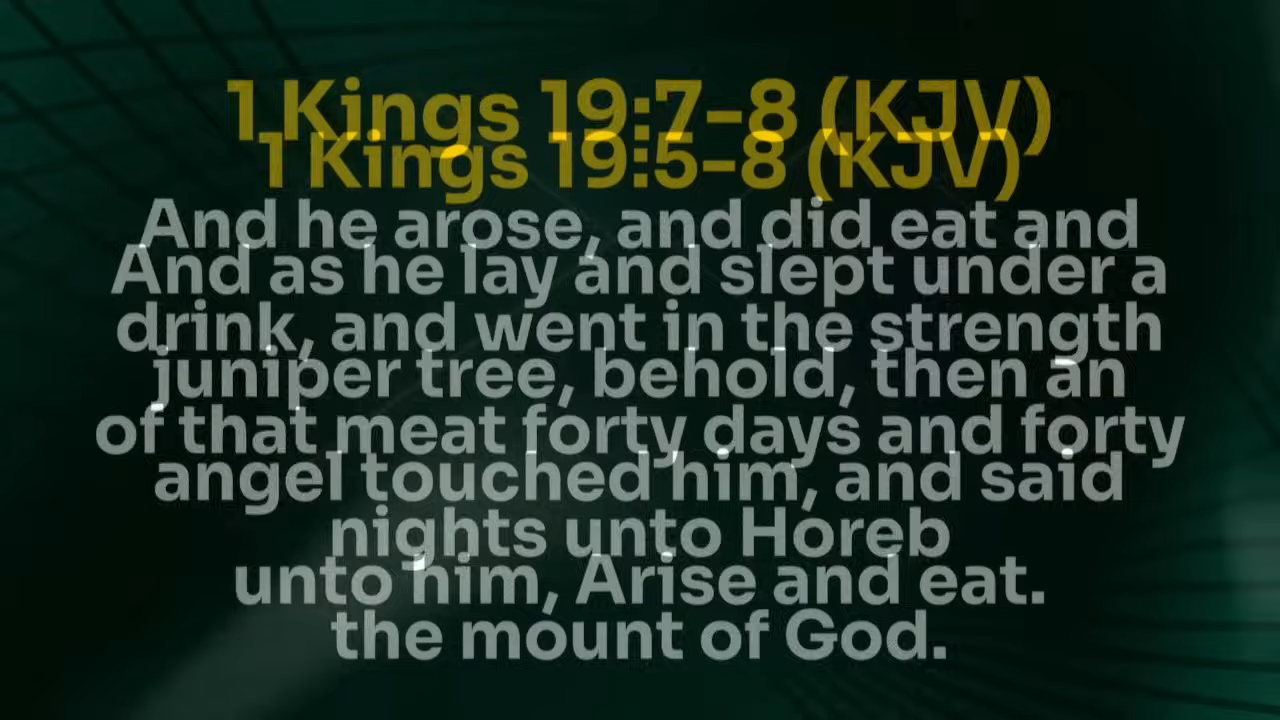 1 Kings 19:7-8 (KJV)
1 Kings 19:5-8 (KJV)
And he arose, and did eat and
And as he lay and slept under a
drink, and went in the strength
juniper tree, behold, then an
of that meat forty days and forty
angel touched him, and said
nights unto Horeb
unto him, Arise and eat.
the mount of God.